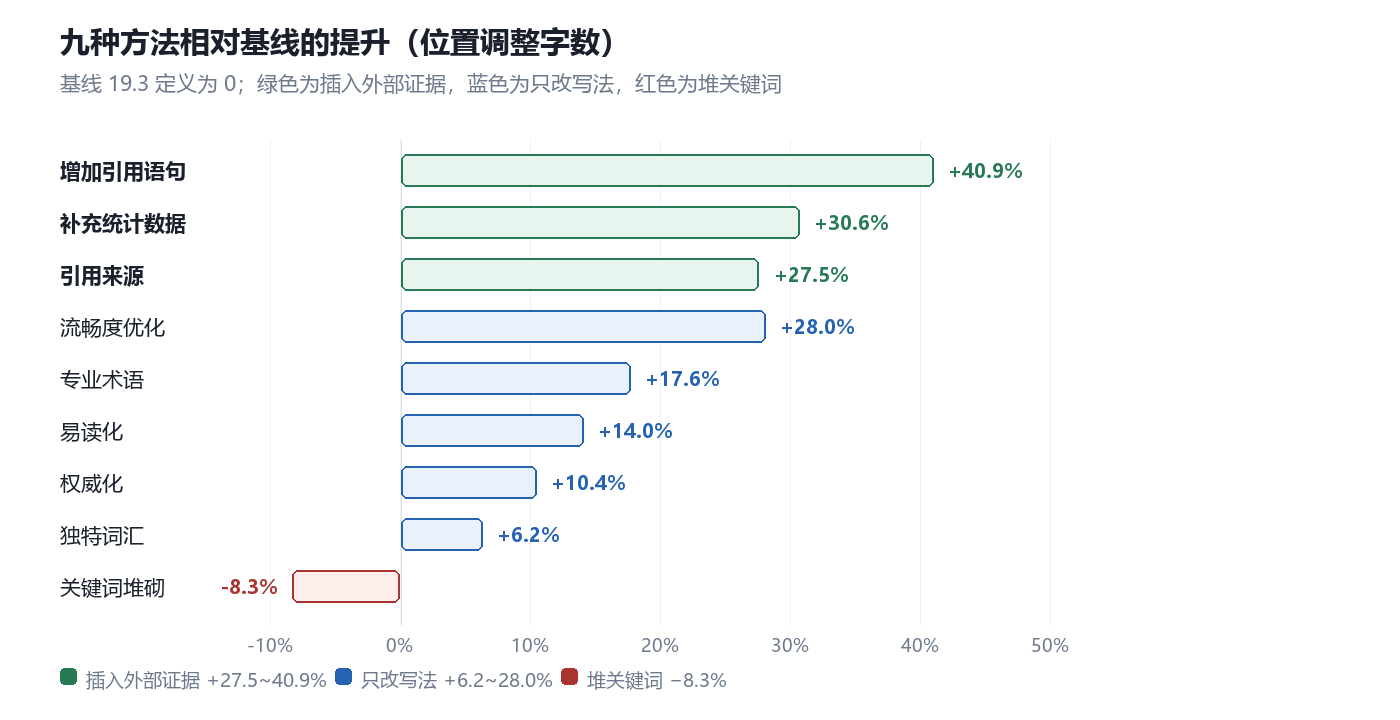 九种方法相对基线的提升（位置调整字数）
基线 19.3 定义为 0；绿色为插入外部证据，蓝色为只改写法，红色为堆关键词
增加引用语句 +40.9%
补充统计数据 +30.6%
引用来源 +27.5%
流畅度优化 +28.0%
专业术语 +17.6%
易读化 +14.0%
权威化 +10.4%
独特词汇 +6.2%
关键词堆砌 -8.3%
-10% 0% 10% 20% 30% 40% 50%
插入外部证据 +27.5~40.9% 只改写法 +6.2~28.0% 堆关键词 −8.3%